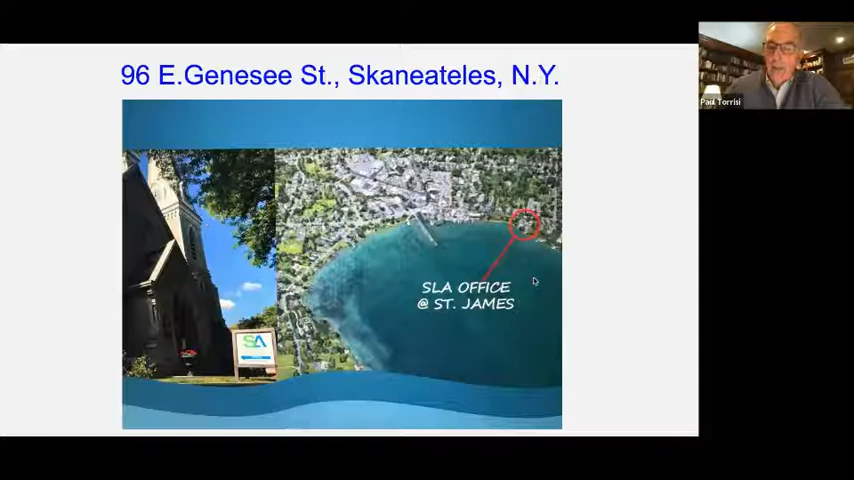 96 E.Genesee St., Skaneateles, N.Y.
Paul Torrisi
SLA OFFICE
@ ST. JAMES
SLA